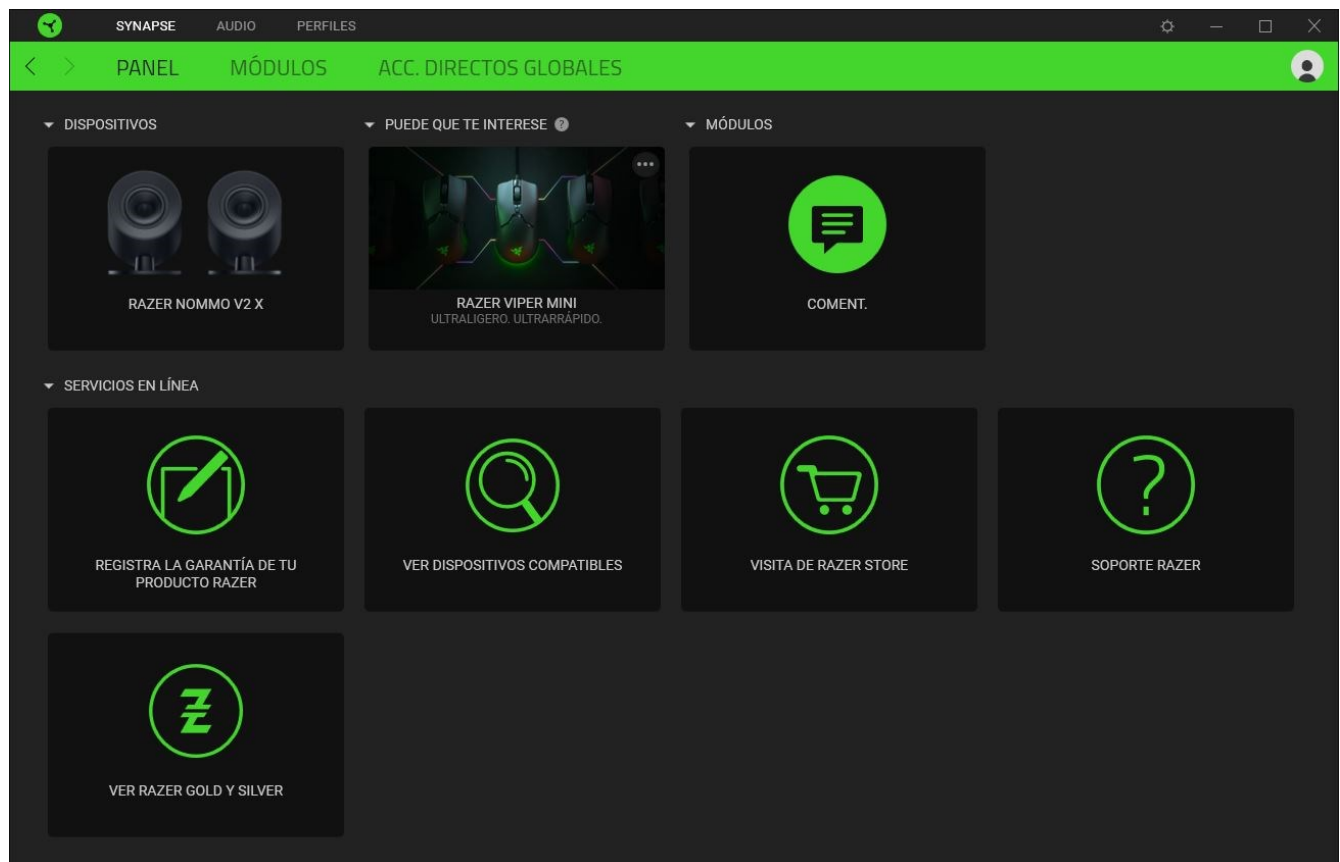 SYNAPSE AUDIO PERFILES
PANEL MÓDULOS ACC. DIRECTOS GLOBALES
DISPOSITIVOS
PUEDE QUE TE INTERESE ?
MÓDULOS
RAZER NOMMO V2 X
RAZER VIPER MINI
ULTRALIGERO. ULTRARRÁPIDO.
COMENT.
SERVICIOS EN LÍNEA
REGISTRA LA GARANTÍA DE TU
PRODUCTO RAZER
VER DISPOSITIVOS COMPATIBLES
VISITA DE RAZER STORE
SOPORTE RAZER
VER RAZER GOLD Y SILVER